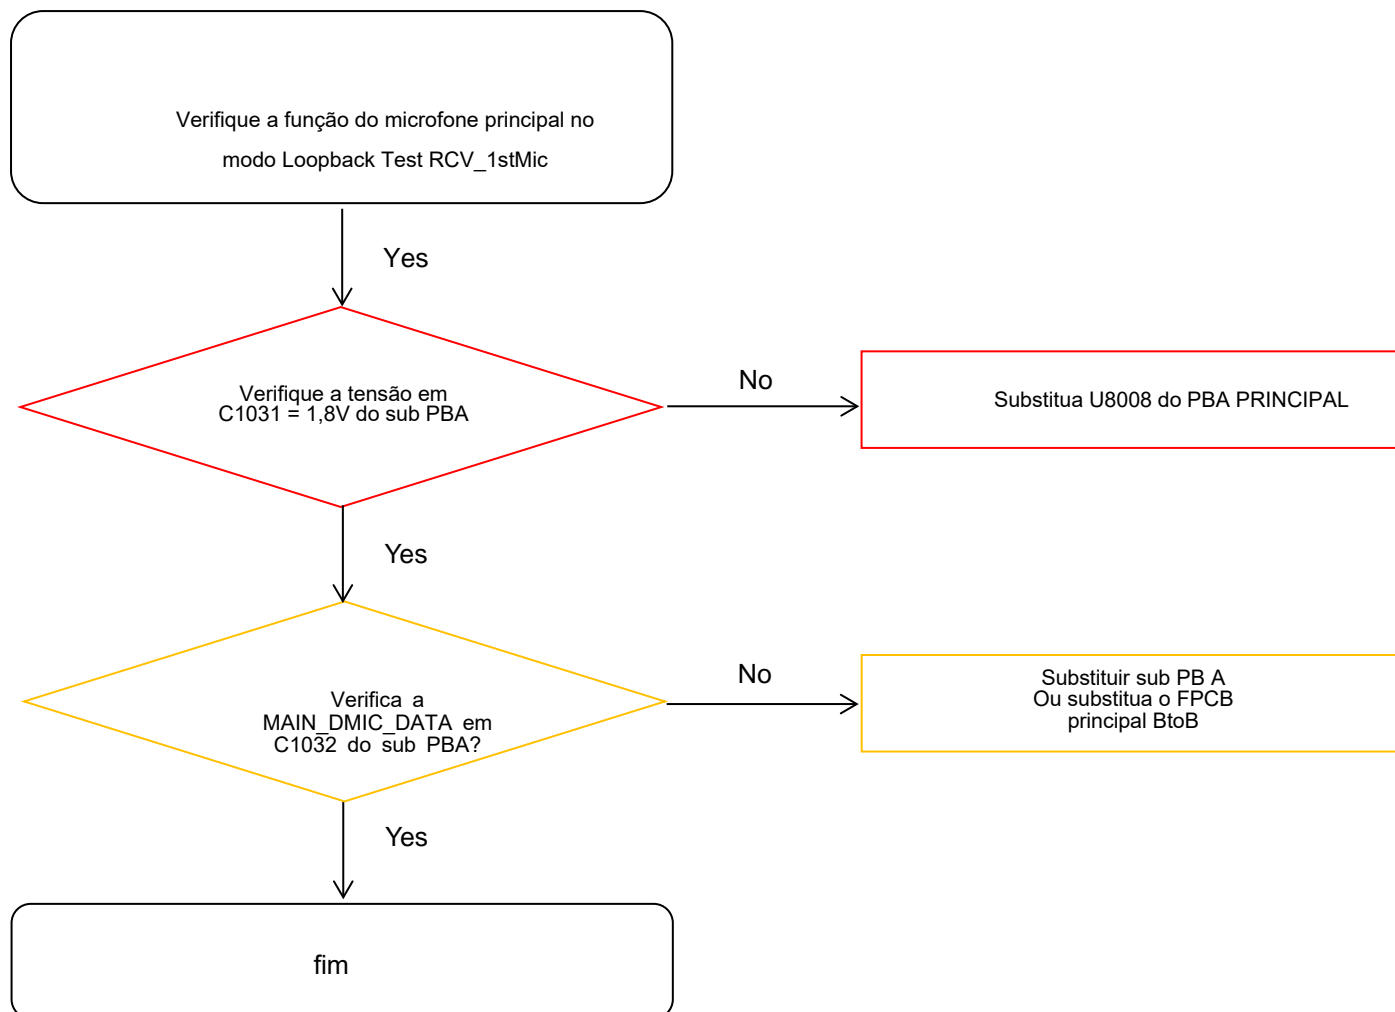 Verifique a função do microfone principal no
modo Loopback Test RCV_1stMic
Yes
Verifique a tensão em
C1031 = 1,8V do sub PBA
No
Substitua U8008 do PBA PRINCIPAL
Yes
Verifica a
MAIN_DMIC_DATA em
C1032 do sub PBA?
No
Substituir sub PB A
Ou substitua o FPCB
principal BtoB
Yes
fim